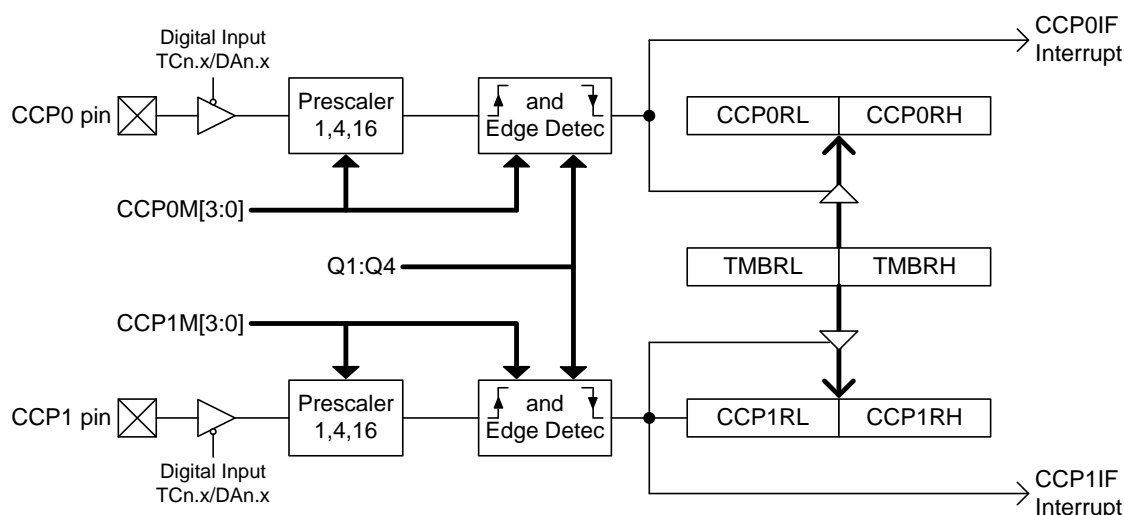 Digital Input
TCn.x/DAn.x
CCP0 pin
Prescaler
1,4,16
and
Edge Detec
CCP0IF
Interrupt
CCP0RL
CCP0RH
CCP0M[3:0]
Q1:Q4
TMBRL
TMBRH
CCP1M[3:0]
CCP1 pin
Prescaler
1,4,16
and
Edge Detec
CCP1RL
CCP1RH
Digital Input
TCn.x/DAn.x
CCP1IF
Interrupt